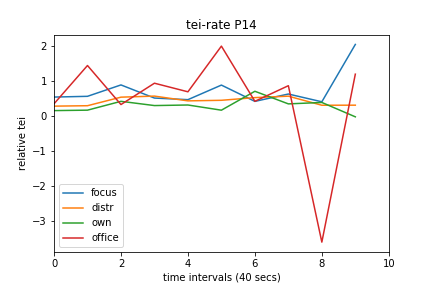 tei-rate P14
relative tei
2
1
0
−1
−2
−3
focus
distr
own
office
0
2
4
6
8
10
time intervals (40 secs)